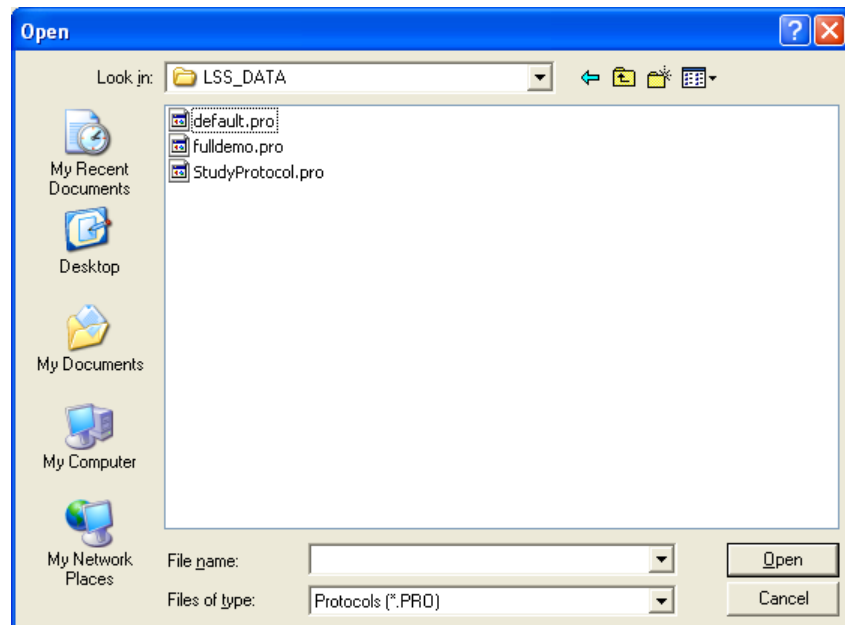 Open
Look in: LSS_DATA
default.pro
fulldemo.pro
StudyProtocol.pro
My Recent
Documents
Desktop
My Documents
My Computer
My Network
Places
File name:
Open
Files of type: Protocols (*.PRO)
Cancel